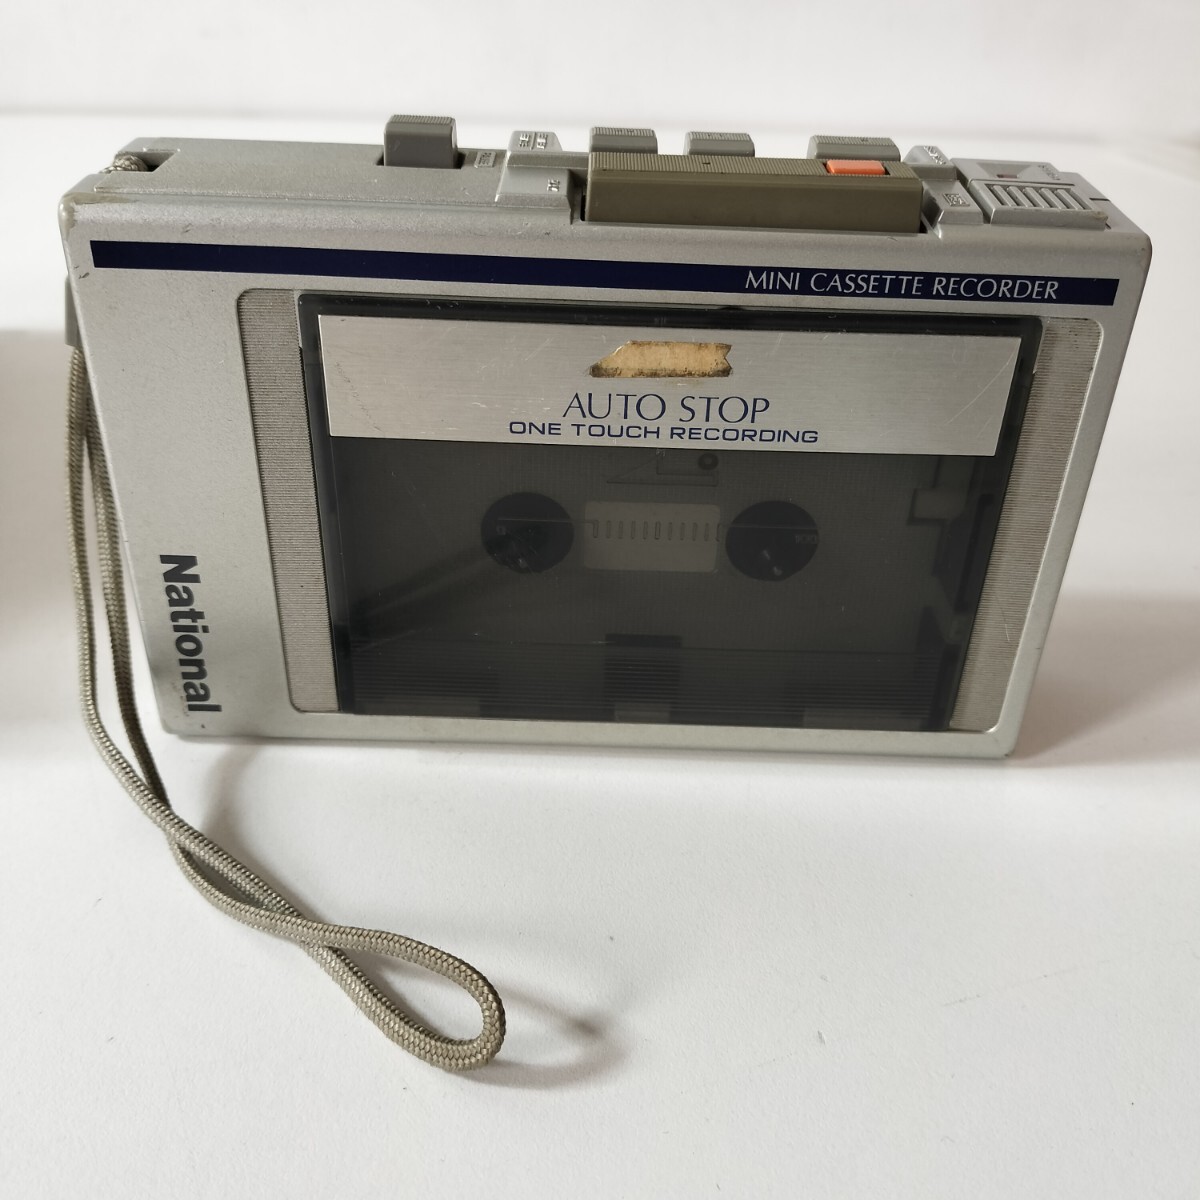 MINI CASSETTE RECORDER
AUTO STOP
ONE TOUCH RECORDING
National